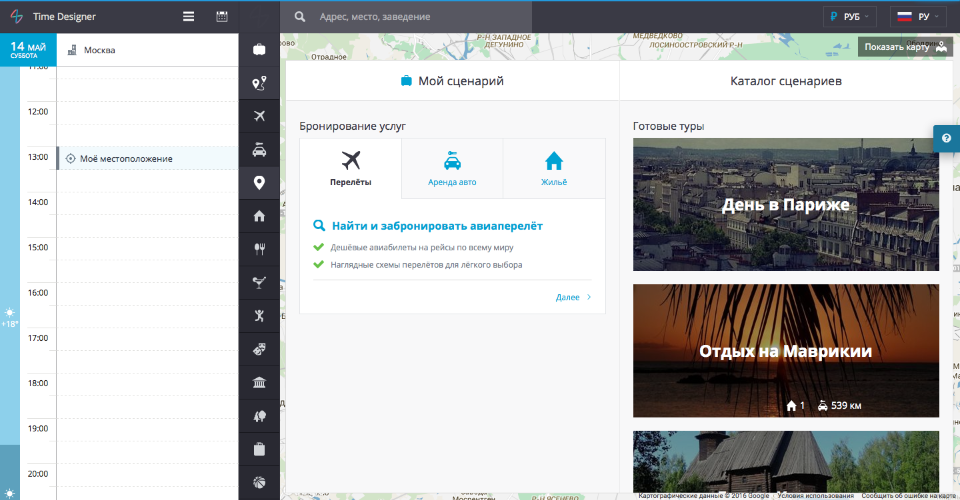 Time Designer
Адрес, место, заведение
₽ РУБ
РУ
14 МАЙ
СУББОТА
Москва
11:00
12:00
13:00
Моё местоположение
14:00
15:00
16:00
+18°
17:00
18:00
19:00
20:00
Отрадное
Р-Н ЗАПАДНОЕ
ДЕГУНИНО
МЕДВЕДКОВО
ЛОСИНООСТРОВСКИЙ Р-Н
Показать карту
Мой сценарий
Каталог сценариев
Бронирование услуг
Перелёты
Аренда авто
Жильё
Найти и забронировать авиаперелёт
Дешёвые авиабилеты на рейсы по всему миру
Наглядные схемы перелётов для лёгкого выбора
Далее
Готовые туры
День в Париже
Отдых на Маврикии
1
539 км
?
Р-Н ЯСЕНЕВО
Картографические данные © 2016 Google
Условия использования
Сообщить об ошибке на карте